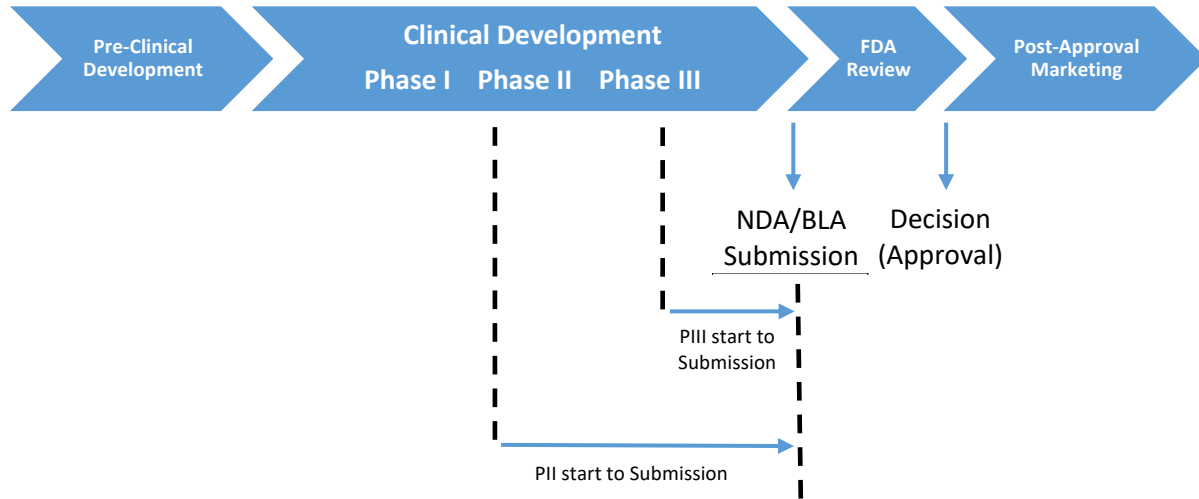 Pre-Clinical
Development
Clinical Development
Phase I Phase II Phase III
FDA
Review
Post-Approval
Marketing
NDA/BLA
Submission
Decision
(Approval)
PIII start to
Submission
PII start to Submission